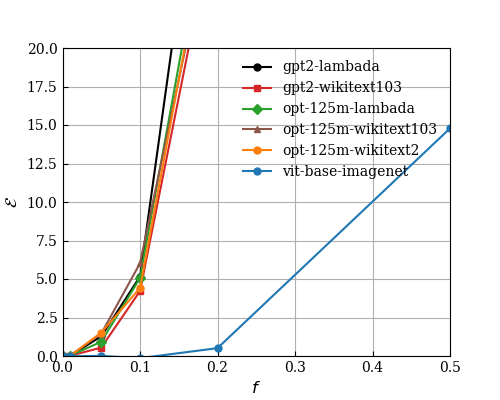 20.0
17.5
15.0
12.5
10.0
7.5
5.0
2.5
0.0
ℰ
gpt2-lambada
gpt2-wikitext103
opt-125m-lambada
opt-125m-wikitext103
opt-125m-wikitext2
vit-base-imagenet
0.0 0.1 0.2 0.3 0.4 0.5
f